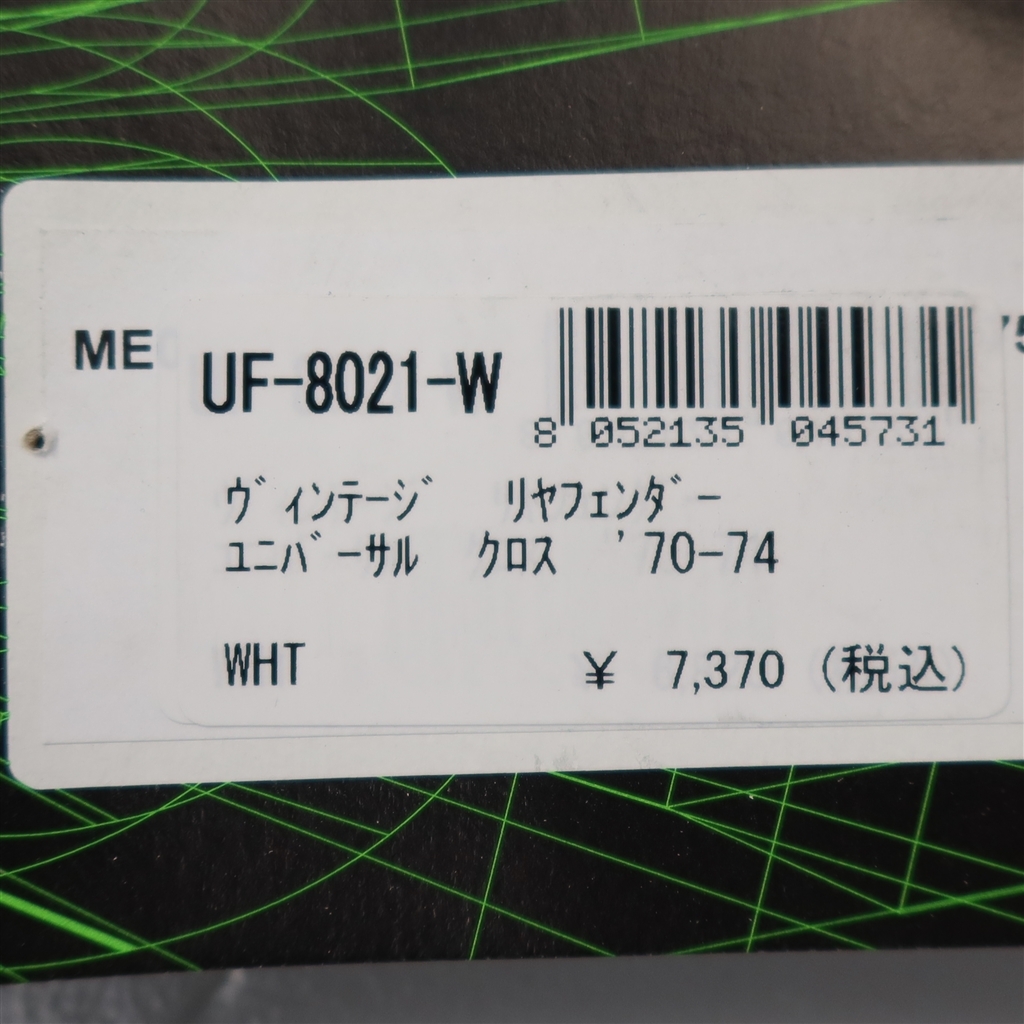 ME
UF-8021-W
8 052135 045731
ヴィンテージ リヤフェンダー
ユニバーサル クロス '70-74
WHT ¥ 7,370 (税込)